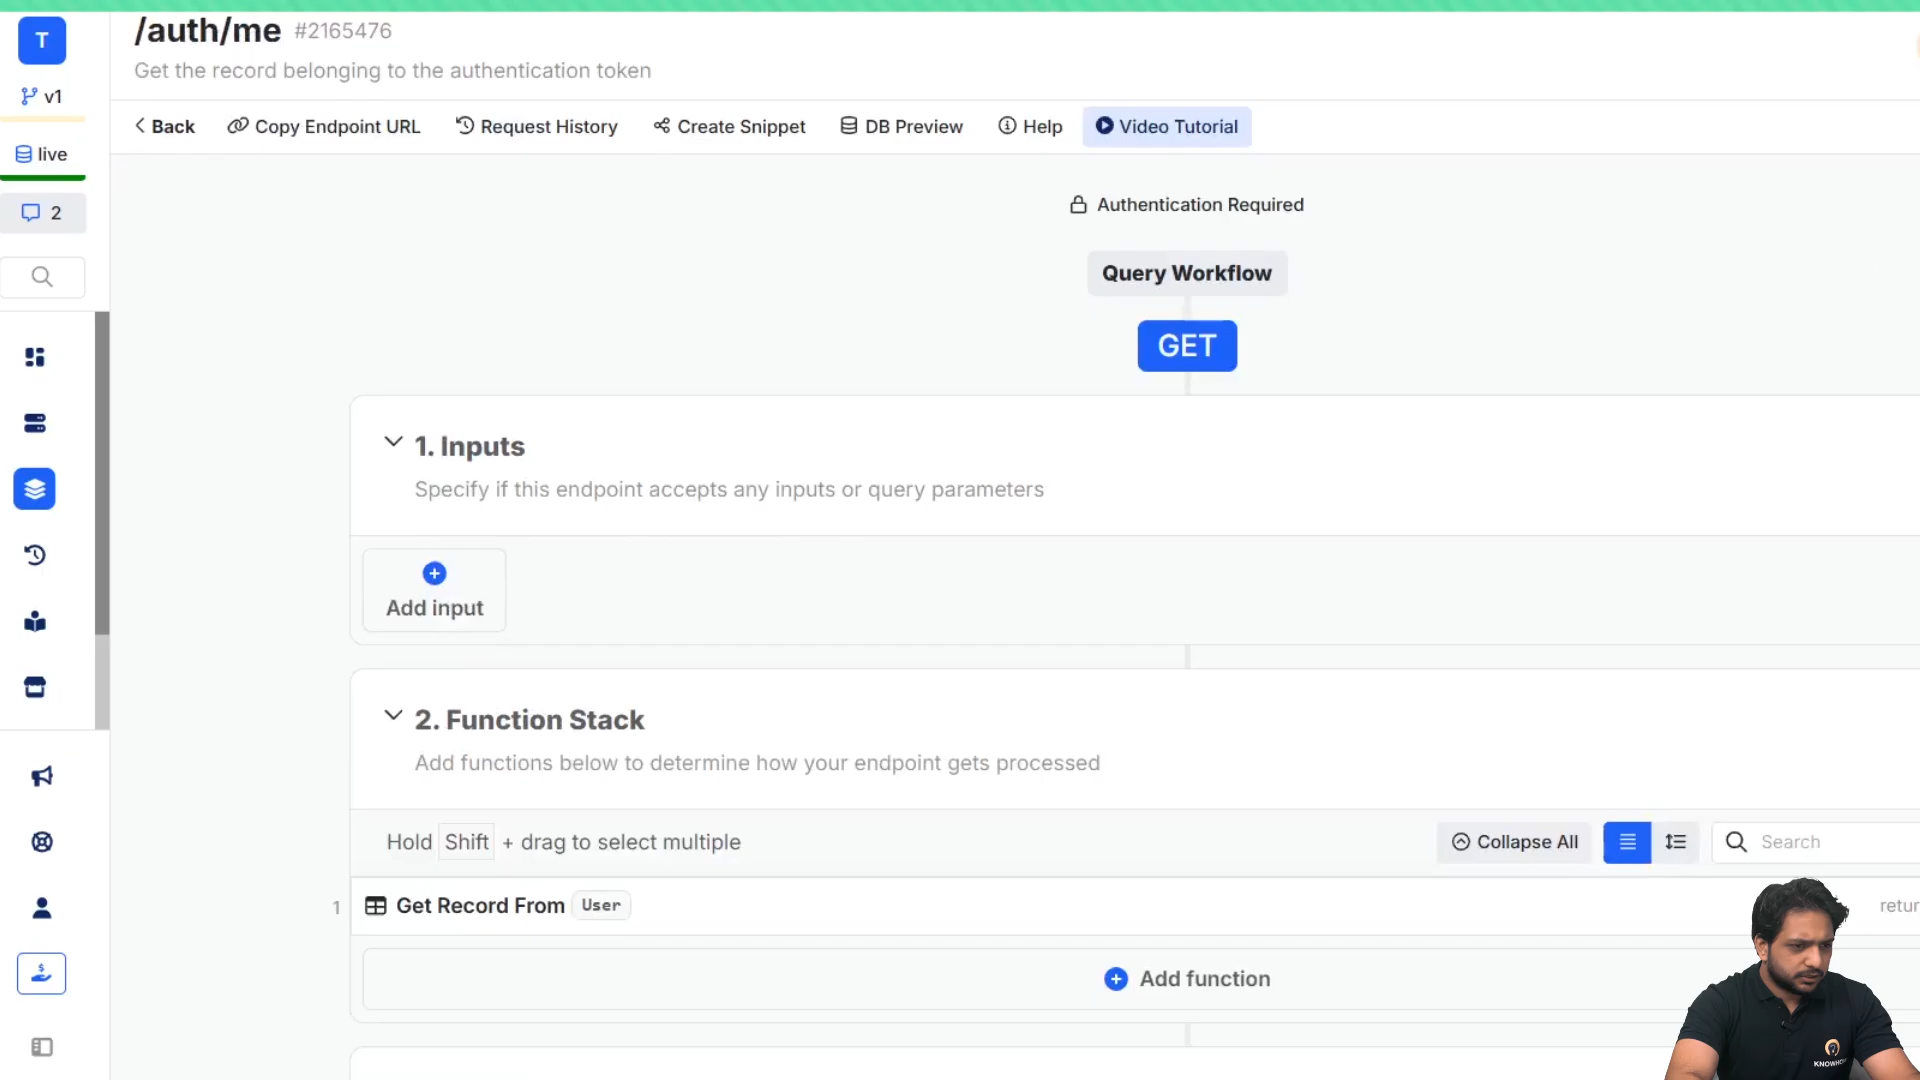 T
/auth/me #2165476
Get the record belonging to the authentication token
v1
Back Copy Endpoint URL Request History Create Snippet DB Preview Help Video Tutorial
live
2
Authentication Required
Query Workflow
GET
1. Inputs
Specify if this endpoint accepts any inputs or query parameters
Add input
2. Function Stack
Add functions below to determine how your endpoint gets processed
Hold Shift + drag to select multiple
Collapse All
Search
1 Get Record From User
Add function